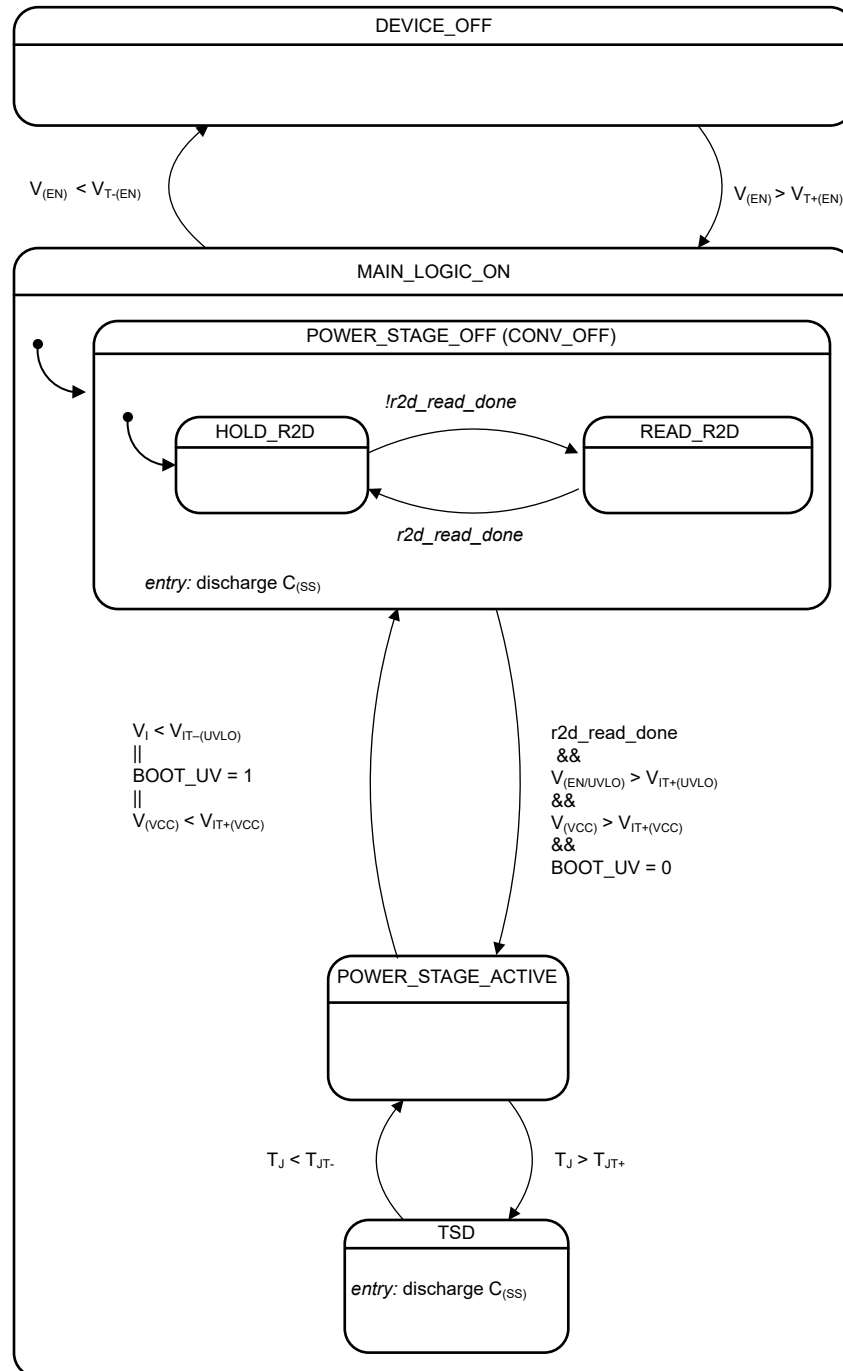 DEVICE_OFF
V(EN) < VT-(EN)
V(EN) > VT+(EN)
MAIN_LOGIC_ON
POWER_STAGE_OFF (CONV_OFF)
!r2d_read_done
HOLD_R2D
READ_R2D
r2d_read_done
entry: discharge C(SS)
VI < VIT–(UVLO)
||
BOOT_UV = 1
||
V(VCC) < VIT+(VCC)
r2d_read_done
&&
V(EN/UVLO) > VIT+(UVLO)
&&
V(VCC) > VIT+(VCC)
&&
BOOT_UV = 0
POWER_STAGE_ACTIVE
TJ < TJT-
TJ > TJT+
TSD
entry: discharge C(SS)